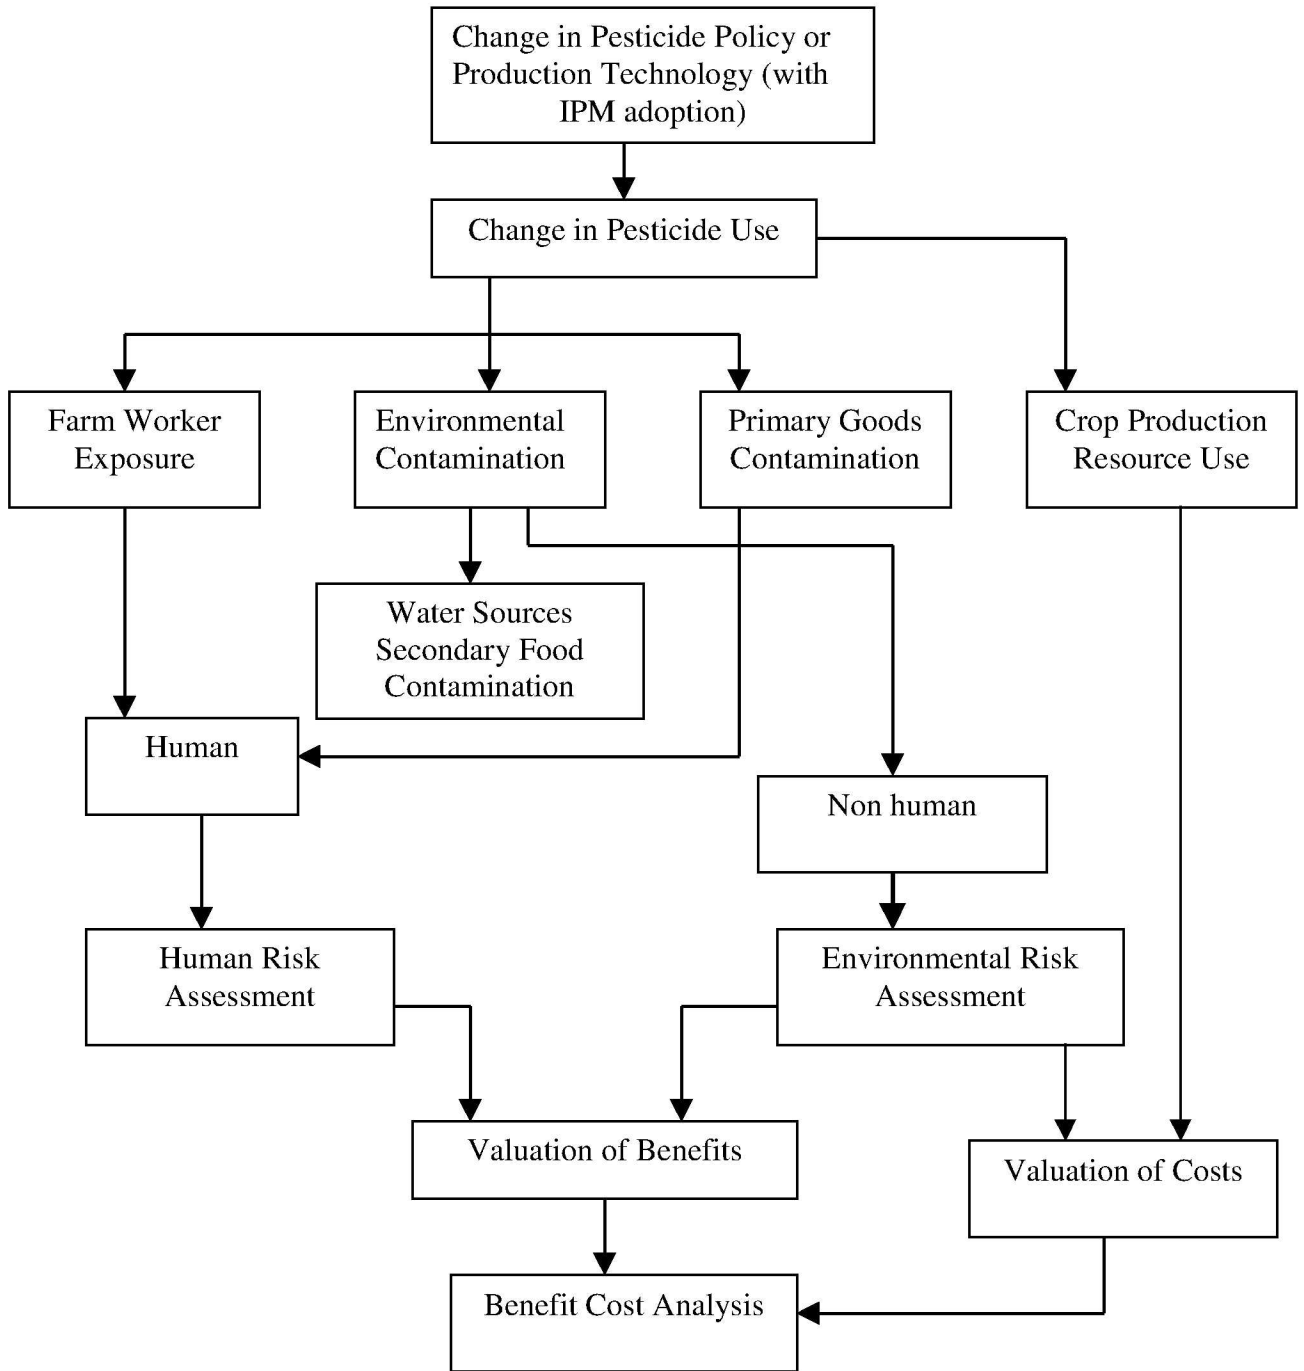 Change in Pesticide Policy or
Production Technology (with
IPM adoption)
Change in Pesticide Use
Farm Worker
Exposure
Environmental
Contamination
Primary Goods
Contamination
Crop Production
Resource Use
Water Sources
Secondary Food
Contamination
Human
Non human
Human Risk
Assessment
Environmental Risk
Assessment
Valuation of Benefits
Valuation of Costs
Benefit Cost Analysis